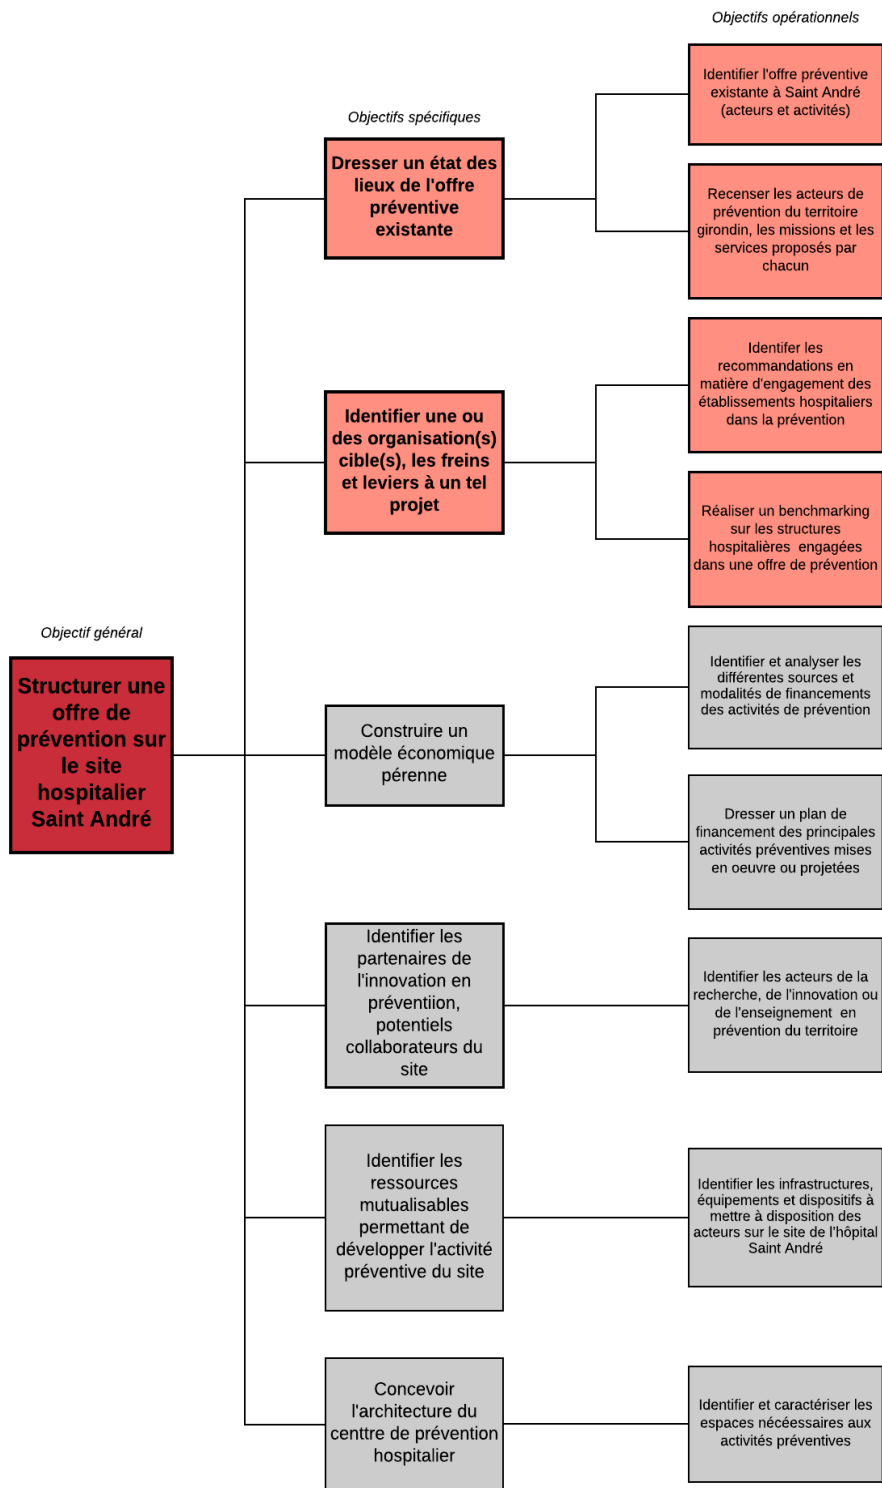 Objectifs opérationnels
Identifier l'offre préventive
existante à Saint André
(acteurs et activités)
Objectifs spécifiques
Dresser un état des
lieux de l'offre
préventive
existante
Recenser les acteurs de
prévention du territoire
girondin, les missions et les
services proposés par
chacun
Identifer les
recommandations en
matière d'engagement des
établissements hospitaliers
dans la prévention
Identifier une ou
des organisation(s)
cible(s), les freins
et leviers à un tel
projet
Réaliser un benchmarking
sur les structures
hospitalières engagées
dans une offre de prévention
Objectif général
Structurer une
offre de
prévention sur
le site
hospitalier
Saint André
Identifier et analyser les
différentes sources et
modalités de financements
des activités de prévention
Construire un
modèle économique
pérenne
Dresser un plan de
financement des principales
activités préventives mises
en oeuvre ou projetées
Identifier les
partenaires de
l'innovation en
préventiion,
potentiels
collaborateurs du
site
Identifier les acteurs de la
recherche, de l'innovation ou
de l'enseignement en
prévention du territoire
Identifier les
ressources
mutualisables
permettant de
développer l'activité
préventive du site
Identifier les infrastructures,
équipements et dispositifs à
mettre à disposition des
acteurs sur le site de l'hôpital
Saint André
Concevoir
l'architecture du
centtre de prévention
hospitalier
Identifier et caractériser les
espaces nécéessaires aux
activités préventives